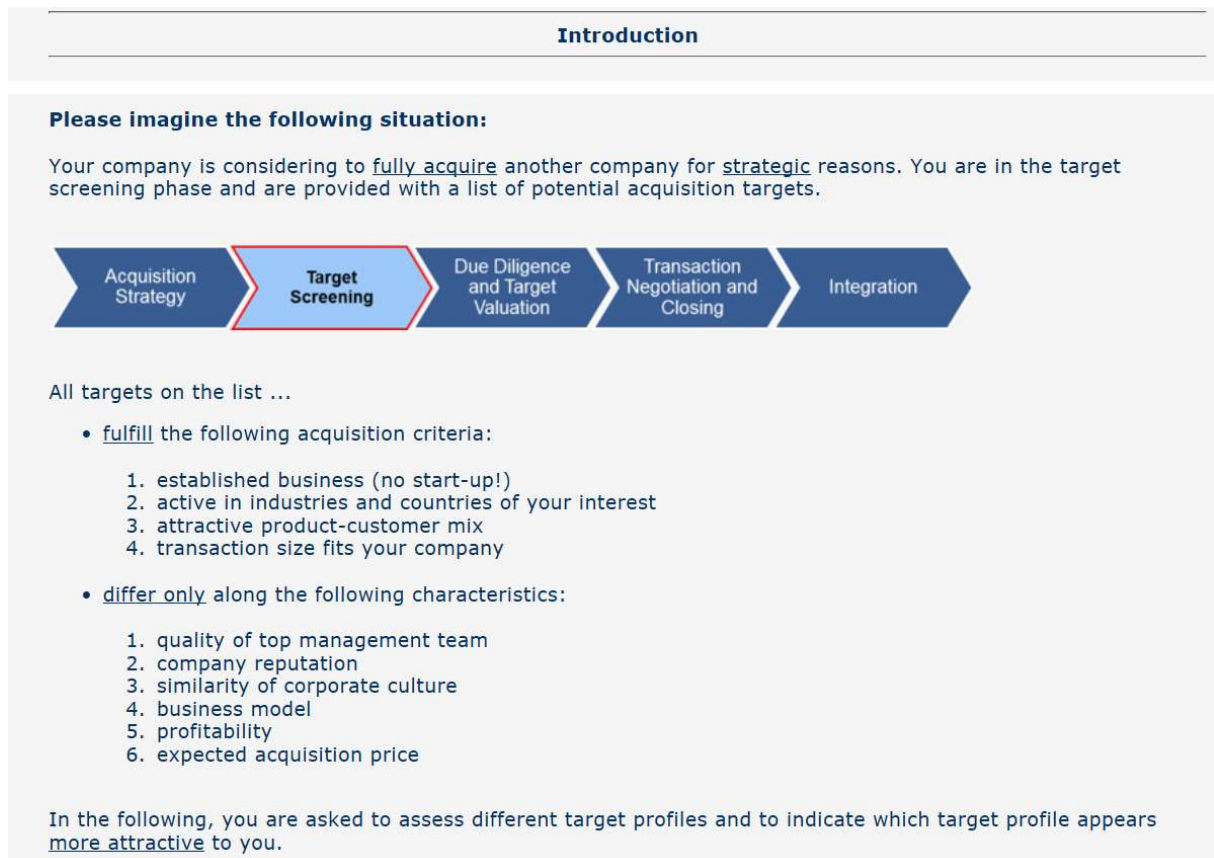 Introduction
Please imagine the following situation:
Your company is considering to fully acquire another company for strategic reasons. You are in the target
screening phase and are provided with a list of potential acquisition targets.
Acquisition
Strategy
Target
Screening
Due Diligence
and Target
Valuation
Transaction
Negotiation and
Closing
Integration
All targets on the list ...
• fulfill the following acquisition criteria:
1. established business (no start-up!)
2. active in industries and countries of your interest
3. attractive product-customer mix
4. transaction size fits your company
• differ only along the following characteristics:
1. quality of top management team
2. company reputation
3. similarity of corporate culture
4. business model
5. profitability
6. expected acquisition price
In the following, you are asked to assess different target profiles and to indicate which target profile appears
more attractive to you.